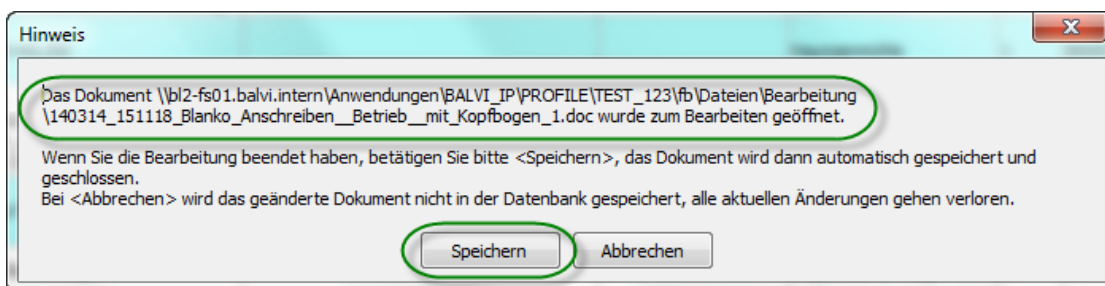 Hinweis
Das Dokument \\bl2-fs01.balvi.intern\Anwendungen\BALVI_IP\PROFILE\TEST_123\fb\Dateien\Bearbeitung
\140314_151118_Blanko_Anschreiben__Betrieb__mit_Kopfbogen_1.doc wurde zum Bearbeiten geöffnet.
Wenn Sie die Bearbeitung beendet haben, betätigen Sie bitte <Speichern>, das Dokument wird dann automatisch gespeichert und
geschlossen.
Bei <Abbrechen> wird das geänderte Dokument nicht in der Datenbank gespeichert, alle aktuellen Änderungen gehen verloren.
Speichern Abbrechen